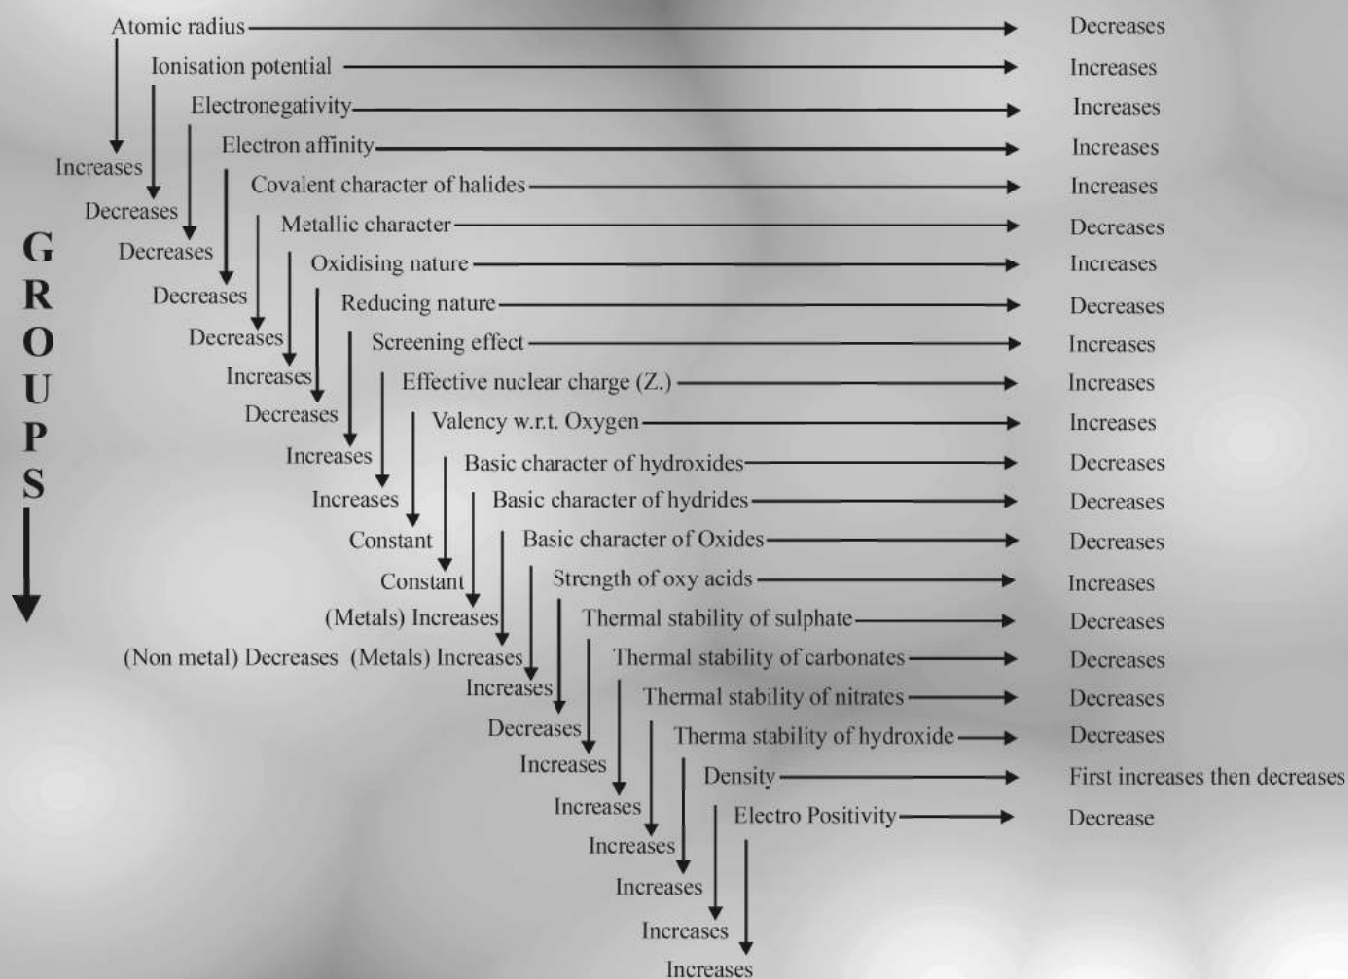 Atomic radius Decreases
Ionisation potential Increases
Electronegativity Increases
Electron affinity Increases
Increases
Covalent character of halides Increases
Decreases
Metallic character Decreases
Decreases
Oxidising nature Increases
Decreases
Reducing nature Decreases
Decreases
Screening effect Increases
Increases
Effective nuclear charge (Z.) Increases
Decreases
Valency w.r.t. Oxygen Increases
Increases
Basic character of hydroxides Decreases
Increases
Basic character of hydrides Decreases
Constant
Basic character of Oxides Decreases
Constant
Strength of oxy acids Increases
(Metals) Increases
Thermal stability of sulphate Decreases
(Non metal) Decreases (Metals) Increases
Thermal stability of carbonates Decreases
Increases
Thermal stability of nitrates Decreases
Decreases
Therma stability of hydroxide Decreases
Increases
Density First increases then decreases
Increases
Electro Positivity Decrease
Increases
Increases
Increases
Increases
GROUPS